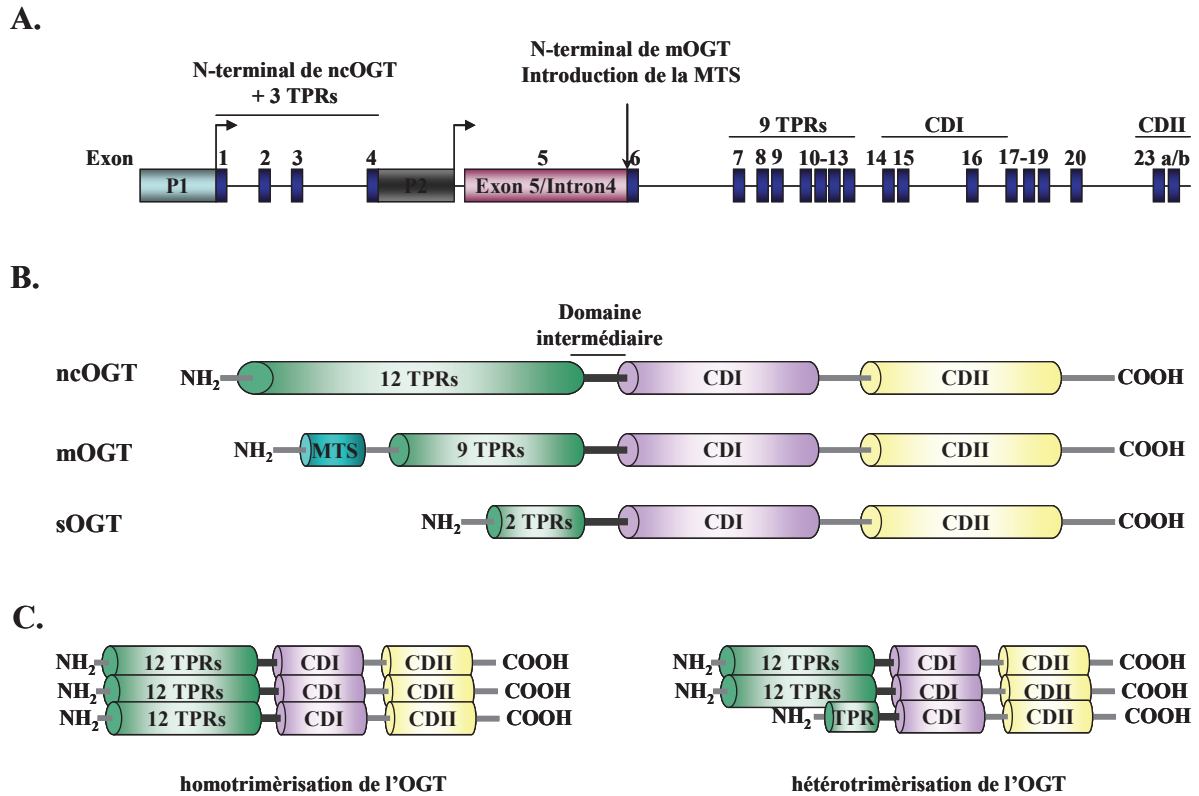 A.
N-terminal de ncOGT
+ 3 TPRs
N-terminal de mOGT
Introduction de la MTS
9 TPRs
CDI
CDII
Exon
1
2
3
4
5
6
7
8
9
10-13
14
15
16
17-19
20
23 a/b
P1
P2
Exon 5/Intron4
B.
Domaine
intermédiaire
ncOGT
NH2
12 TPRs
CDI
CDII
COOH
mOGT
NH2
MTS
9 TPRs
CDI
CDII
COOH
sOGT
NH2
2 TPRs
CDI
CDII
COOH
C.
NH2
12 TPRs
CDI
CDII
COOH
NH2
12 TPRs
CDI
CDII
COOH
NH2
12 TPRs
CDI
CDII
COOH
homotrimèrisation de l'OGT
NH2
12 TPRs
CDI
CDII
COOH
NH2
12 TPRs
CDI
CDII
COOH
NH2
TPR
CDI
CDII
COOH
hétérotrimèrisation de l'OGT